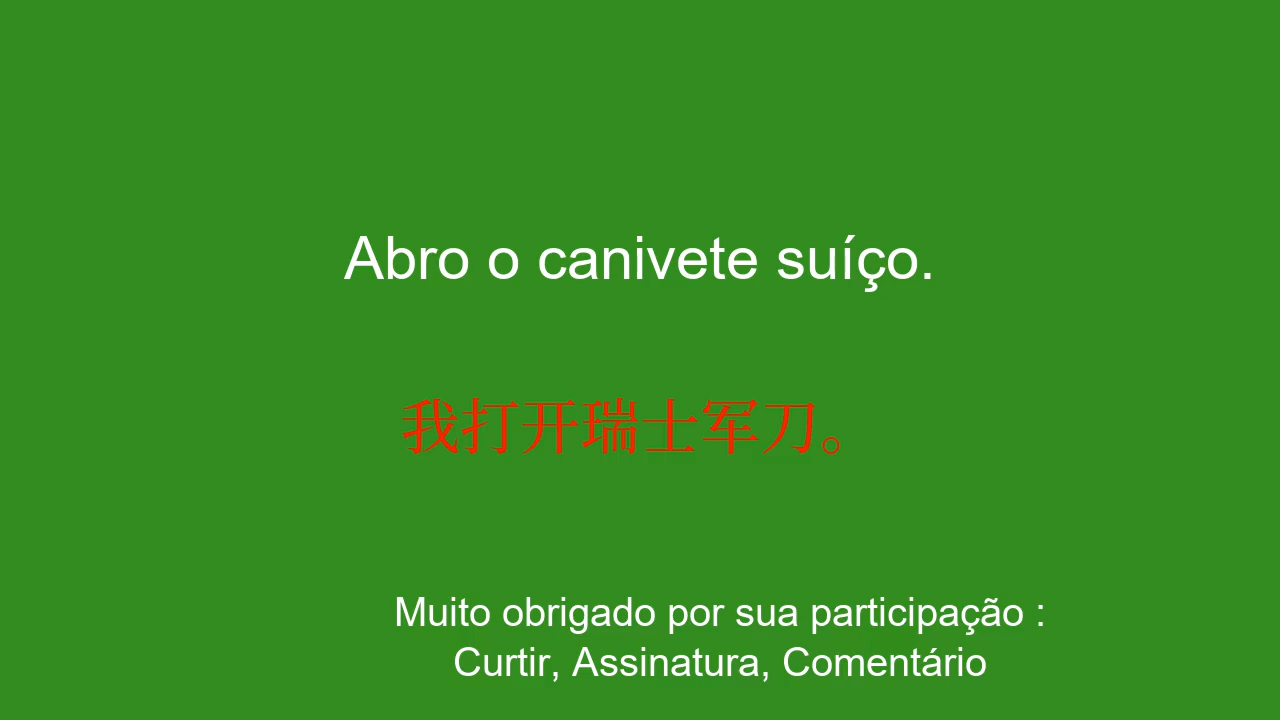 Abro o canivete suíço.
我打开瑞士军刀。
Muito obrigado por sua participação :
Curtir, Assinatura, Comentário